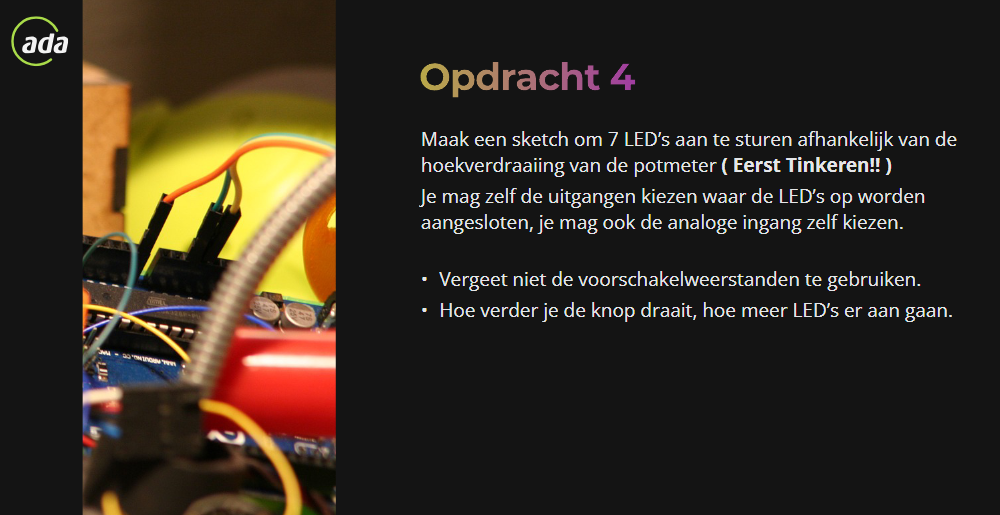 ada
Opdracht 4
Maak een sketch om 7 LED’s aan te sturen afhankelijk van de
hoekverdraaiing van de potmeter ( Eerst Tinkeren!! )
Je mag zelf de uitgangen kiezen waar de LED’s op worden
aangesloten, je mag ook de analoge ingang zelf kiezen.
• Vergeet niet de voorschakelweerstanden te gebruiken.
• Hoe verder je de knop draait, hoe meer LED’s er aan gaan.